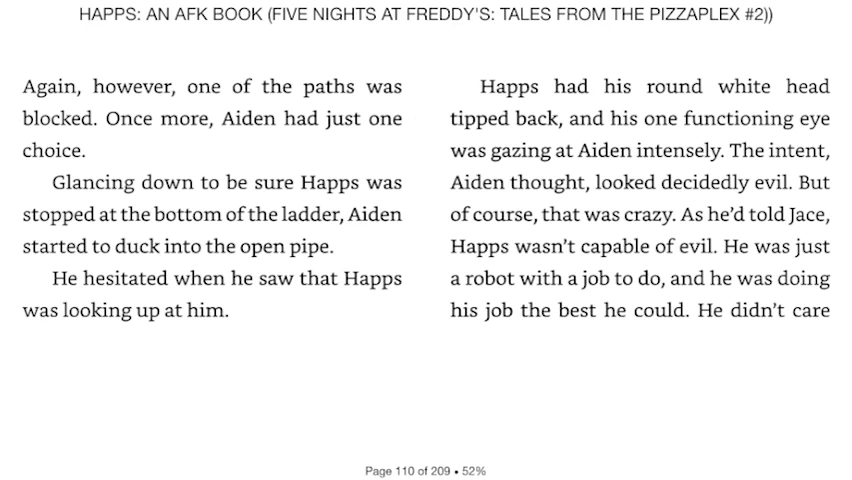 HAPPS: AN AFK BOOK (FIVE NIGHTS AT FREDDY'S: TALES FROM THE PIZZAPLEX #2))
Again, however, one of the paths was
blocked. Once more, Aiden had just one
choice.
Glancing down to be sure Happs was
stopped at the bottom of the ladder, Aiden
started to duck into the open pipe.
He hesitated when he saw that Happs
was looking up at him.
Happs had his round white head
tipped back, and his one functioning eye
was gazing at Aiden intensely. The intent,
Aiden thought, looked decidedly evil. But
of course, that was crazy. As he’d told Jace,
Happs wasn’t capable of evil. He was just
a robot with a job to do, and he was doing
his job the best he could. He didn’t care
Page 110 of 209 • 52%